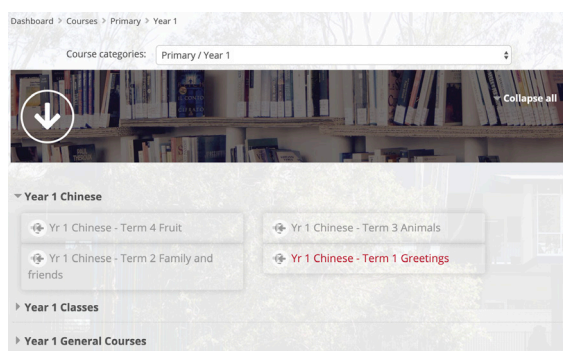 Dashboard > Courses > Primary > Year 1
Course categories: Primary / Year 1
Collapse all
Year 1 Chinese
Yr 1 Chinese - Term 4 Fruit
Yr 1 Chinese - Term 3 Animals
Yr 1 Chinese - Term 2 Family and
friends
Yr 1 Chinese - Term 1 Greetings
Year 1 Classes
Year 1 General Courses